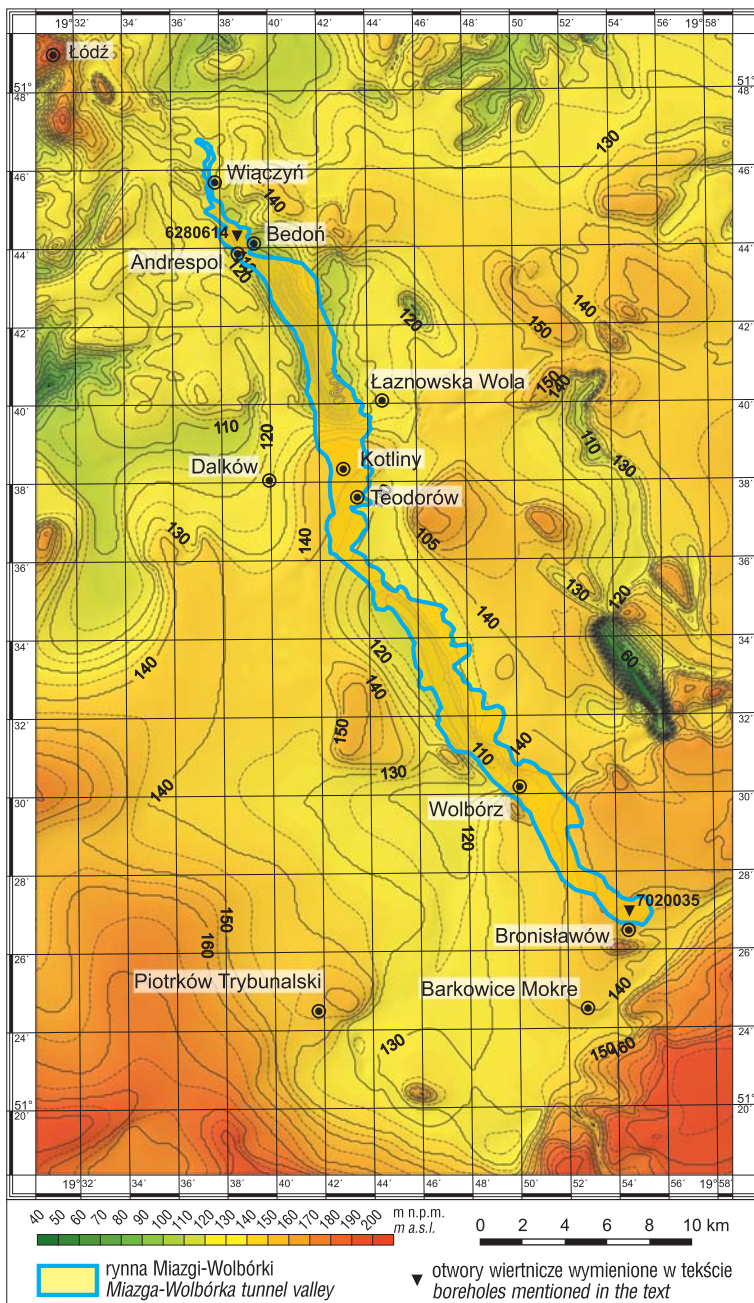 19°32´ 34´ 36´ 38´ 40´ 42´ 44´ 46´ 48´ 50´ 52´ 54´ 56´ 19°58´
Łódź
51° 48´
51° 48´
130
46´
46´
Wiączyń
140
6280614
Bedoń
44´
44´
Andrespol
120
140
150
120
42´
42´
Łaznowska Wola
150
140
40´
40´
110
120
110
130
Kotliny
Dalków
38´
38´
Teodorów
130
140
105
36´
36´
130
120
140
34´
34´
120
60
140
140
150
32´
32´
140
110
130
140
30´
30´
Wolbórz
120
28´
28´
7020035
150
160
Bronisławów
26´
26´
Piotrków Trybunalski
Barkowice Mokre
140
24´
24´
130
150
160
51° 20´
51° 20´
19°32´ 34´ 36´ 38´ 40´ 42´ 44´ 46´ 48´ 50´ 52´ 54´ 56´ 19°58´
40 50 60 70 80 90 100 110 120 130 140 150 160 170 180 190 200
m n.p.m.
m a.s.l.
0 2 4 6 8 10 km
rynna Miazgi-Wolbórki
Miazga-Wolbórka tunnel valley
otwory wiertnicze wymienione w tekście
boreholes mentioned in the text